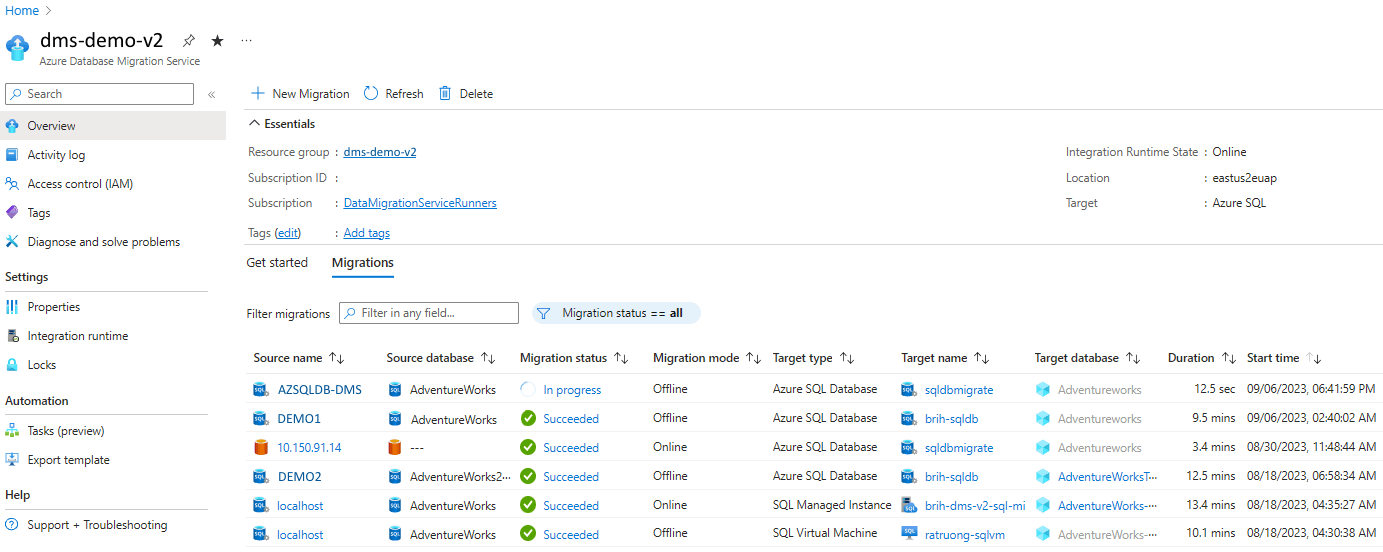 Home >
dms-demo-v2 ...
Azure Database Migration Service
Search «
Overview
Activity log
Access control (IAM)
Tags
Diagnose and solve problems
Settings
Properties
Integration runtime
Locks
Automation
Tasks (preview)
Export template
Help
Support + Troubleshooting
New Migration Refresh Delete
Essentials
Resource group : dms-demo-v2
Subscription ID :
Subscription : DataMigrationServiceRunners
Tags (edit) : Add tags
Integration Runtime State : Online
Location : eastus2euap
Target : Azure SQL
Get started Migrations
Filter migrations Filter in any field... Migration status == all
Source name Source database Migration status Migration mode Target type Target name Target database Duration Start time
AZSQLDB-DMS AdventureWorks In progress Offline Azure SQL Database sqldbmigrate Adventureworks 12.5 sec 09/06/2023, 06:41:59 PM
DEMO1 AdventureWorks Succeeded Offline Azure SQL Database brih-sqldb Adventureworks 9.5 mins 09/06/2023, 02:40:02 AM
10.150.91.14 --- Succeeded Online Azure SQL Database sqldbmigrate Adventureworks 3.4 mins 08/30/2023, 11:48:44 AM
DEMO2 AdventureWorks2... Succeeded Offline Azure SQL Database brih-sqldb AdventureWorksT... 12.5 mins 08/18/2023, 06:58:34 AM
localhost AdventureWorks Succeeded Online SQL Managed Instance brih-dms-v2-sql-mi AdventureWorks-... 13.4 mins 08/18/2023, 04:35:27 AM
localhost AdventureWorks Succeeded Offline SQL Virtual Machine ratruong-sqlvm AdventureWorks-... 10.1 mins 08/18/2023, 04:30:38 AM